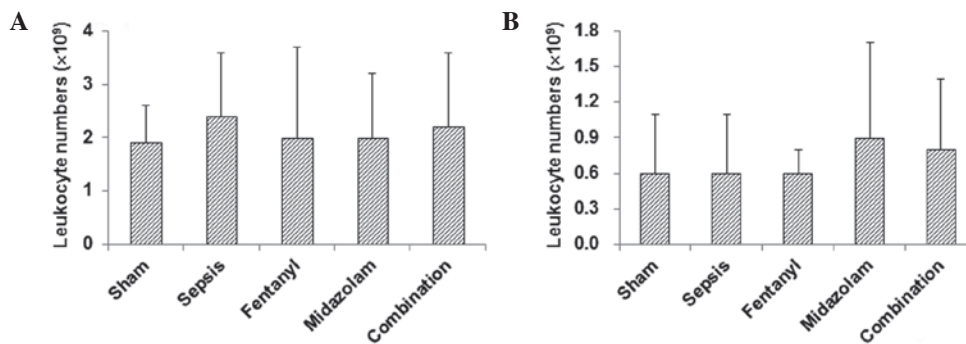 A
Leukocyte numbers (×10⁹)
4
3
2
1
0
Sham
Sepsis
Fentanyl
Midazolam
Combination
B
Leukocyte numbers (×10⁹)
1.8
1.5
1.2
0.9
0.6
0.3
0.0
Sham
Sepsis
Fentanyl
Midazolam
Combination